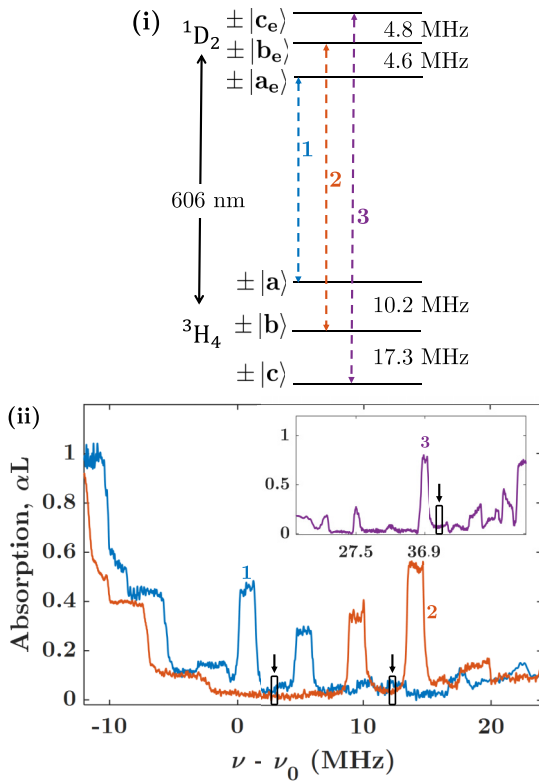 (i)
¹D₂
± |cₑ⟩
4.8 MHz
± |bₑ⟩
4.6 MHz
± |aₑ⟩
1
2
3
606 nm
± |a⟩
10.2 MHz
³H₄
± |b⟩
17.3 MHz
± |c⟩
(ii)
Absorption, αL
1
0.8
0.6
0.4
0.2
0
-10
0
10
20
ν - ν₀ (MHz)
1
2
1
0.5
0
27.5
36.9
3